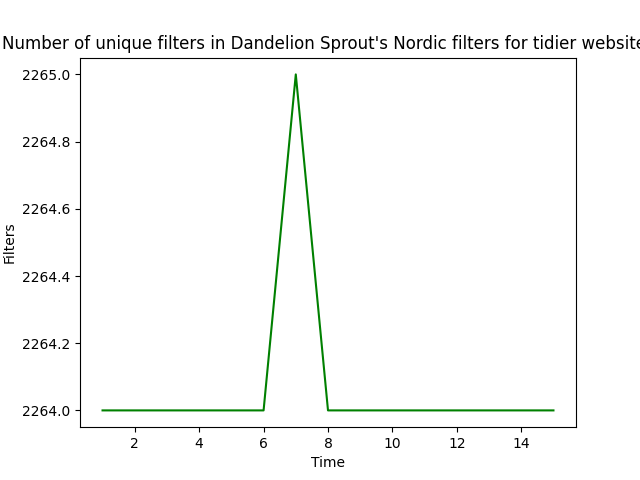 Number of unique filters in Dandelion Sprout's Nordic filters for tidier website
2265.0
2264.8
2264.6
2264.4
2264.2
2264.0
Filters
2 4 6 8 10 12 14
Time